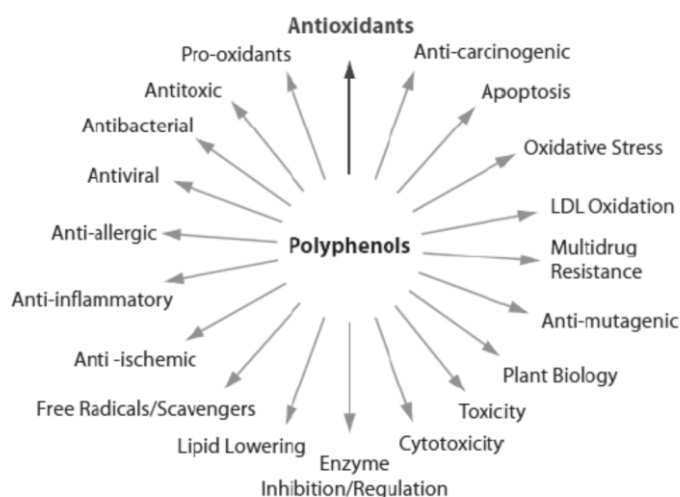 Antioxidants
Pro-oxidants
Anti-carcinogenic
Antitoxic
Apoptosis
Antibacterial
Oxidative Stress
Antiviral
LDL Oxidation
Anti-allergic
Polyphenols
Multidrug
Resistance
Anti-inflammatory
Anti-mutagenic
Anti -ischemic
Plant Biology
Free Radicals/Scavengers
Toxicity
Lipid Lowering
Cytotoxicity
Enzyme
Inhibition/Regulation